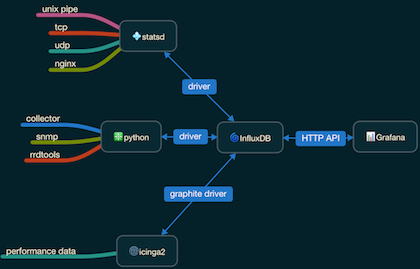 unix pipe
tcp
udp
nginx
statsd
driver
collector
snmp
rrdtools
python
driver
InfluxDB
HTTP API
Grafana
graphite driver
performance data
icinga2